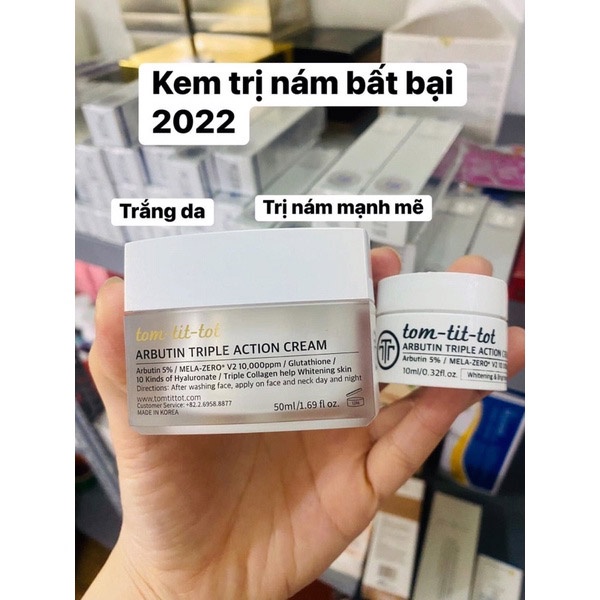 Kem trị nám bất bại
2022
Trắng da
Trị nám mạnh mẽ
tom-tit-tot
ARBUTIN TRIPLE ACTION CREAM
Arbutin 5% / MELA-ZERO® V2 10,000ppm / Glutathione /
10 Kinds of Hyaluronate / Triple Collagen help Whitening skin
Directions: After washing face, apply on face and neck day and night
www.tomtittot.com
Customer Service: +82.2.6958.8877
MADE IN KOREA
50ml/1.69 fl oz.
tom-tit-tot
ARBUTIN TRIPLE ACTION
Arbutin 5% / MELA-ZERO® V2
10ml/0.32fl.oz.
Whitening &